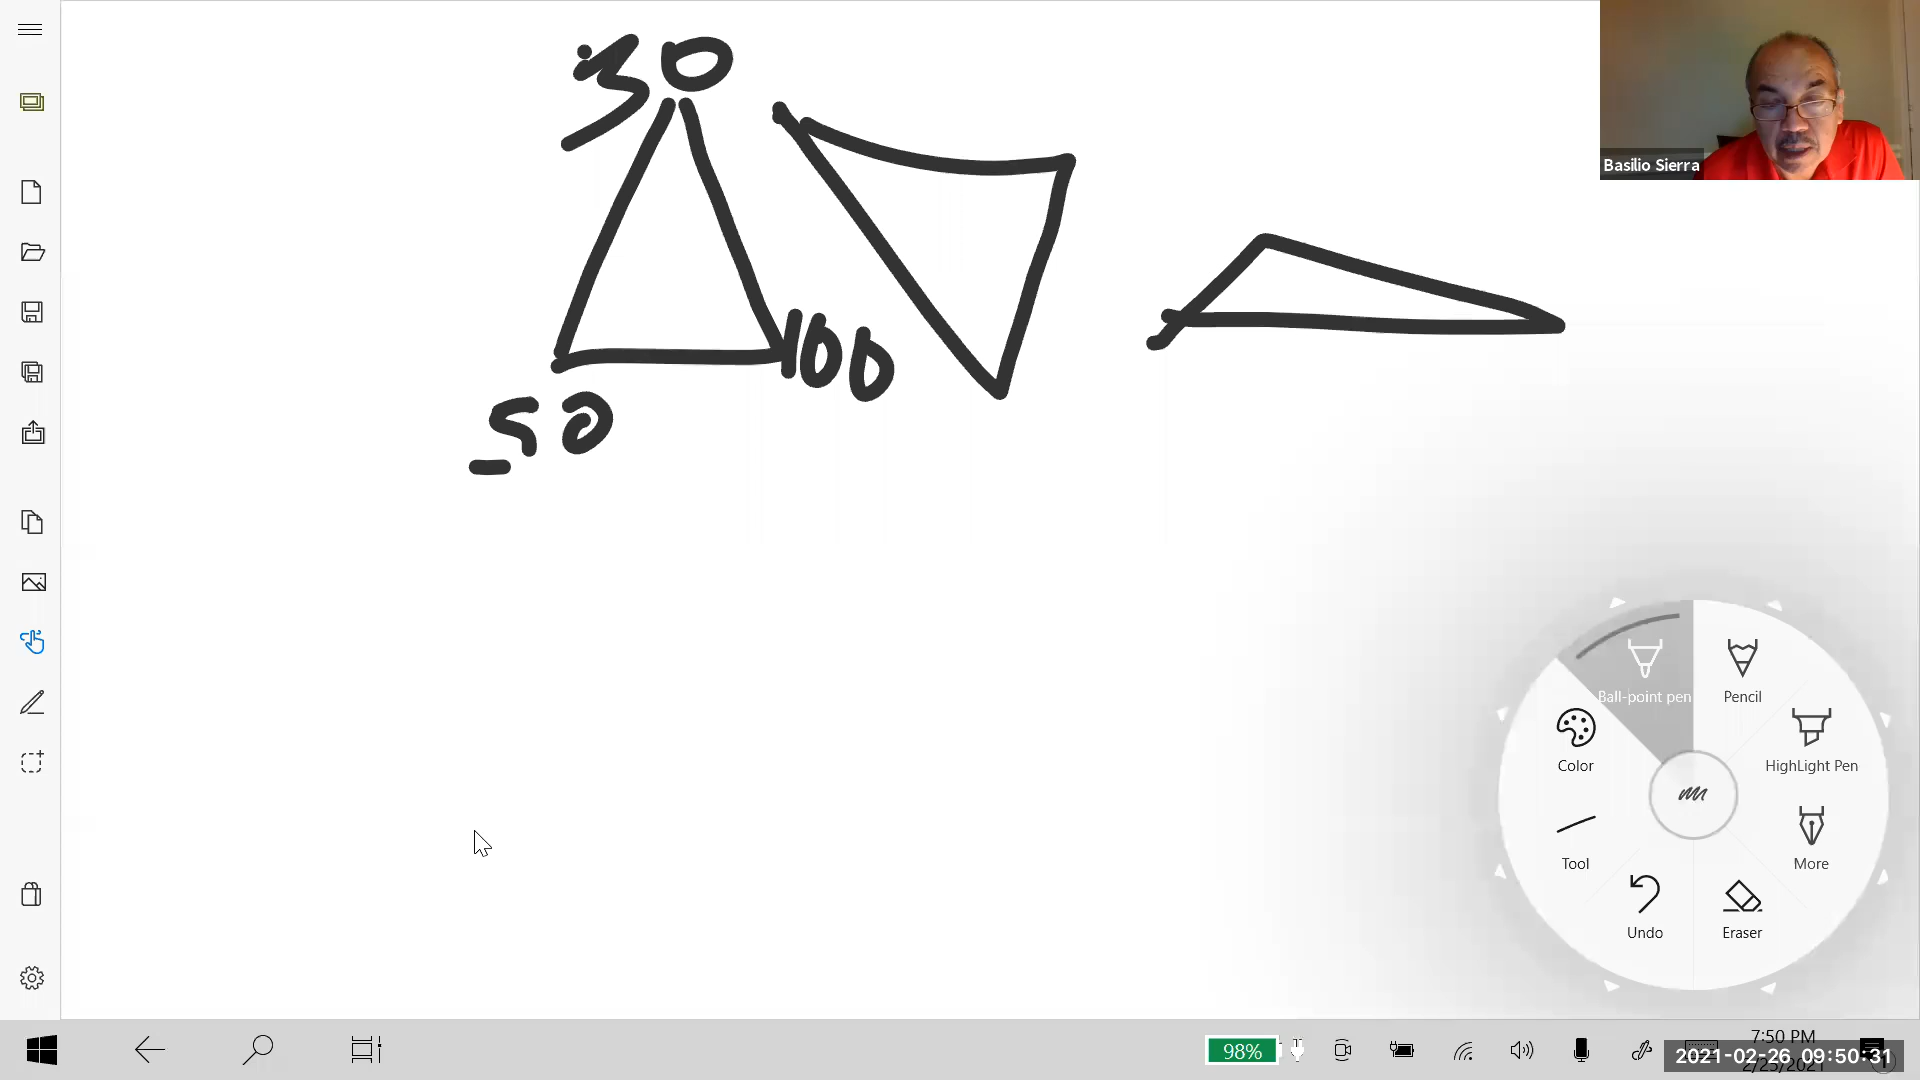 30
Basilio Sierra
100
50
Ball-point pen
Pencil
Color
HighLight Pen
Tool
More
Undo
Eraser
98%
7:50 PM
2021-02-26 09:50:31